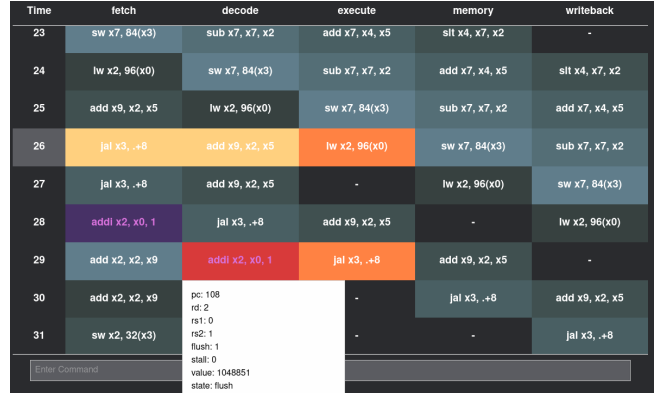 Time fetch decode execute memory writeback
23 sw x7, 84(x3) sub x7, x7, x2 add x7, x4, x5 slt x4, x7, x2 -
24 lw x2, 96(x0) sw x7, 84(x3) sub x7, x7, x2 add x7, x4, x5 slt x4, x7, x2
25 add x9, x2, x5 lw x2, 96(x0) sw x7, 84(x3) sub x7, x7, x2 add x7, x4, x5
26 jal x3, .+8 add x9, x2, x5 lw x2, 96(x0) sw x7, 84(x3) sub x7, x7, x2
27 jal x3, .+8 add x9, x2, x5 - lw x2, 96(x0) sw x7, 84(x3)
28 addi x2, x0, 1 jal x3, .+8 add x9, x2, x5 - lw x2, 96(x0)
29 add x2, x2, x9 addi x2, x0, 1 jal x3, .+8 add x9, x2, x5 -
30 add x2, x2, x9 - jal x3, .+8 add x9, x2, x5
31 sw x2, 32(x3) - - jal x3, .+8
pc: 108
rd: 2
rs1: 0
rs2: 1
flush: 1
stall: 0
value: 1048851
state: flush
Enter Command